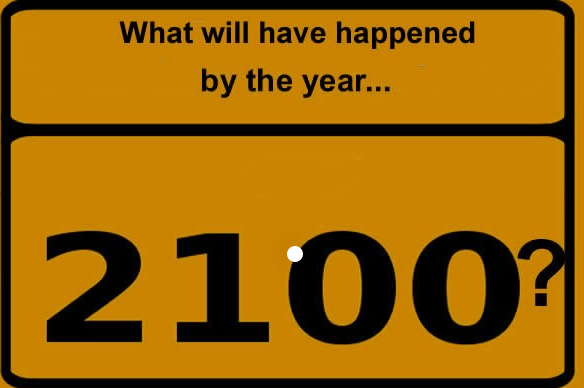 What will have happened
by the year...
2100?